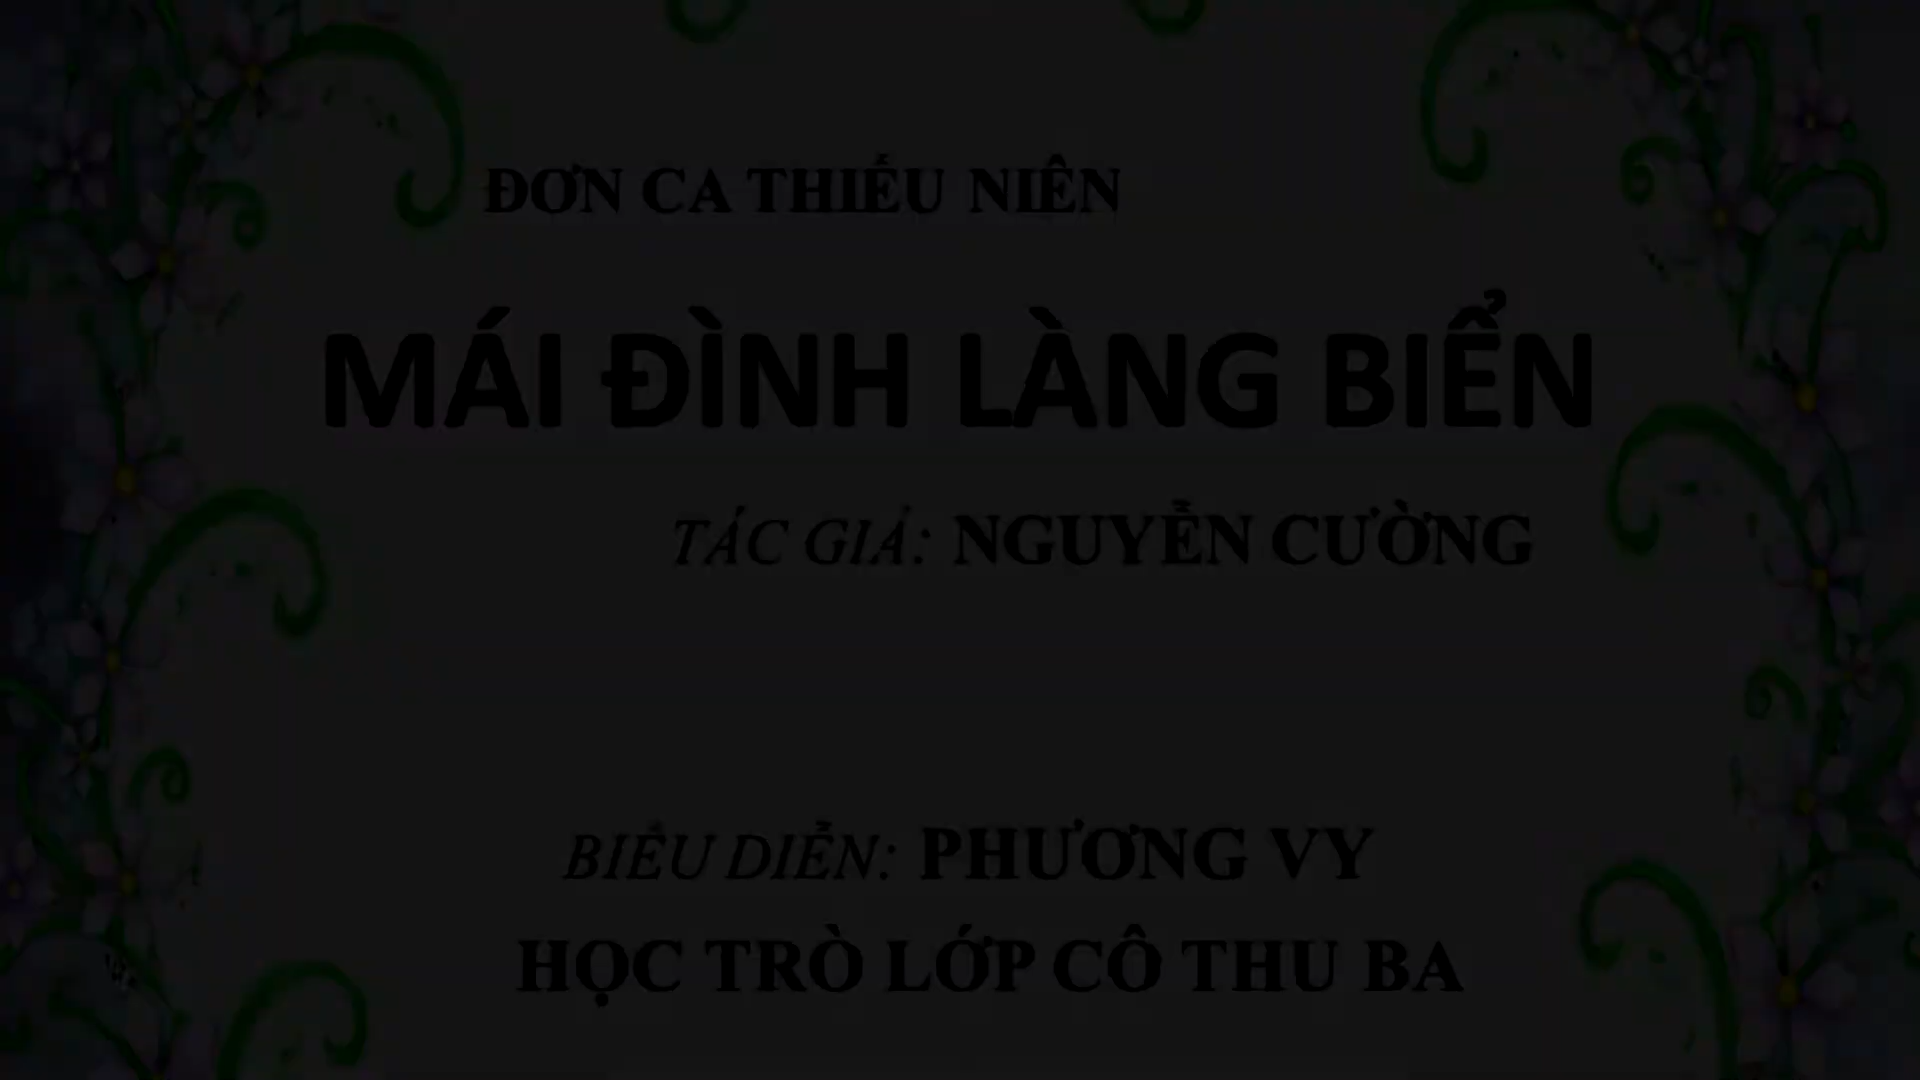 ĐƠN CA THIẾU NIÊN
MÁI ĐÌNH LÀNG BIỂN
TÁC GIẢ: NGUYỄN CƯỜNG
BIỂU DIỄN: PHƯƠNG VY
HỌC TRÒ LỚP CÔ THU BA